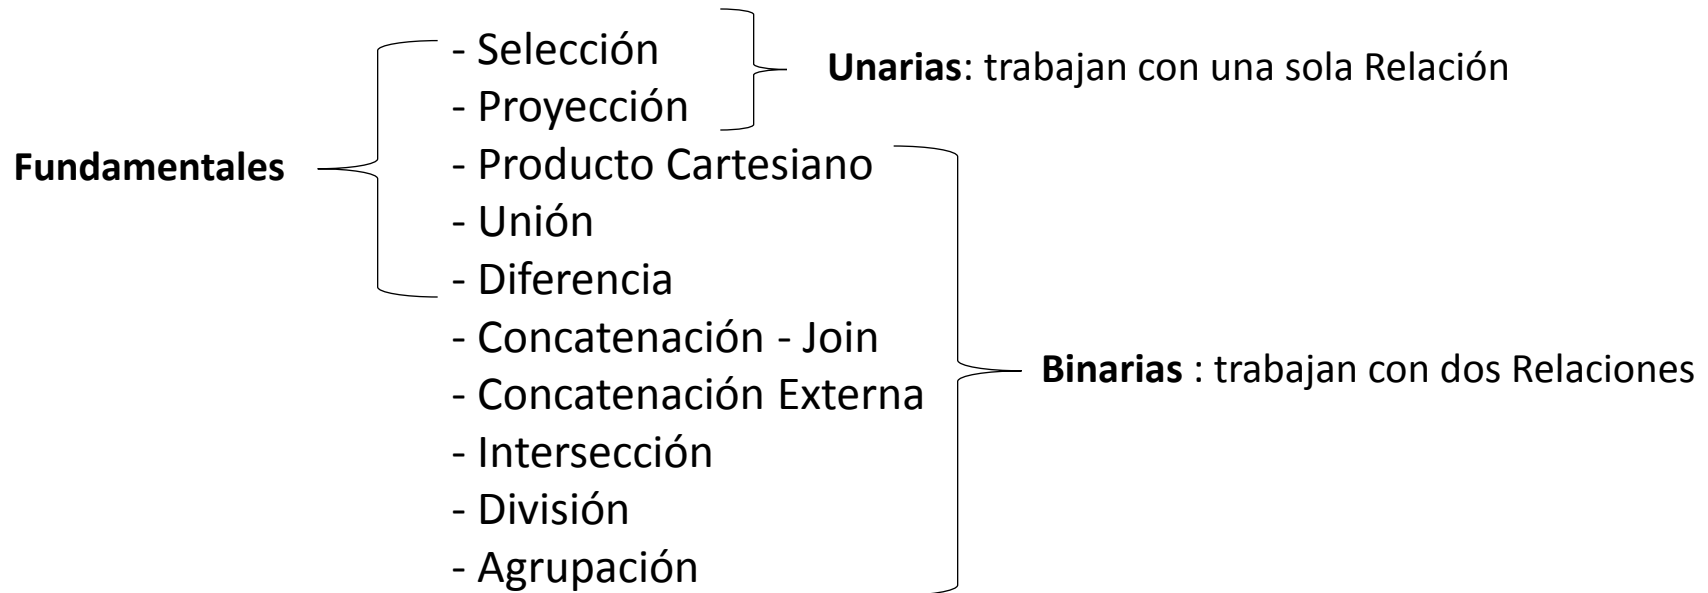 - Selección
- Proyección
Unarias: trabajan con una sola Relación
Fundamentales
- Producto Cartesiano
- Unión
- Diferencia
- Concatenación - Join
- Concatenación Externa
- Intersección
- División
- Agrupación
Binarias : trabajan con dos Relaciones